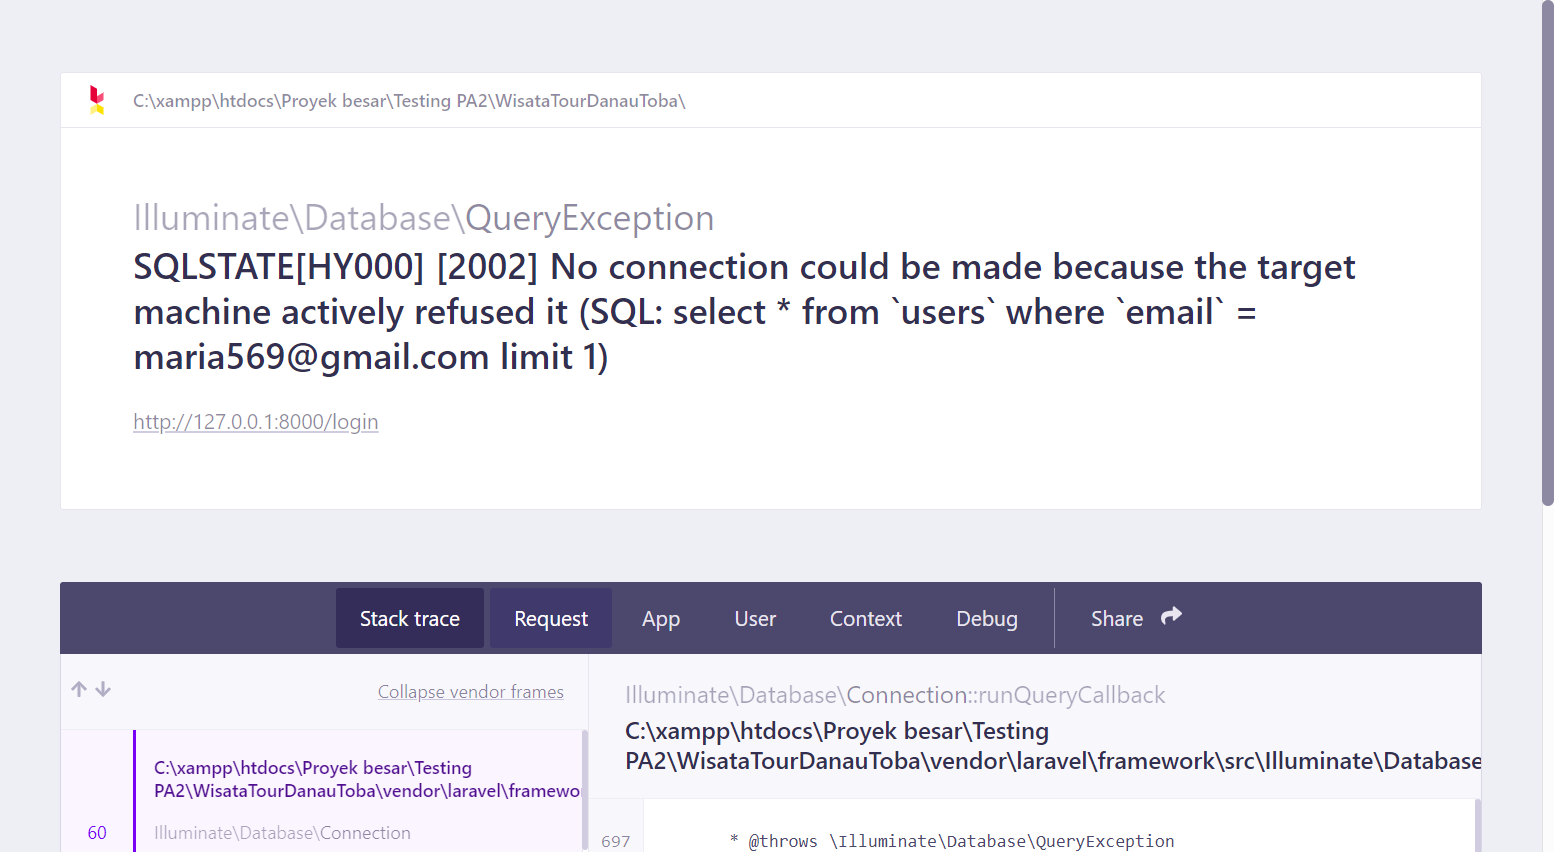 C:\xampp\htdocs\Proyek besar\Testing PA2\WisataTourDanauToba\
Illuminate\Database\QueryException
SQLSTATE[HY000] [2002] No connection could be made because the target
machine actively refused it (SQL: select * from `users` where `email` =
maria569@gmail.com limit 1)
http://127.0.0.1:8000/login
Stack trace Request App User Context Debug Share
Collapse vendor frames
C:\xampp\htdocs\Proyek besar\Testing
PA2\WisataTourDanauToba\vendor\laravel\framewo
60 Illuminate\Database\Connection
Illuminate\Database\Connection::runQueryCallback
C:\xampp\htdocs\Proyek besar\Testing
PA2\WisataTourDanauToba\vendor\laravel\framework\src\Illuminate\Database
697 * @throws \Illuminate\Database\QueryException